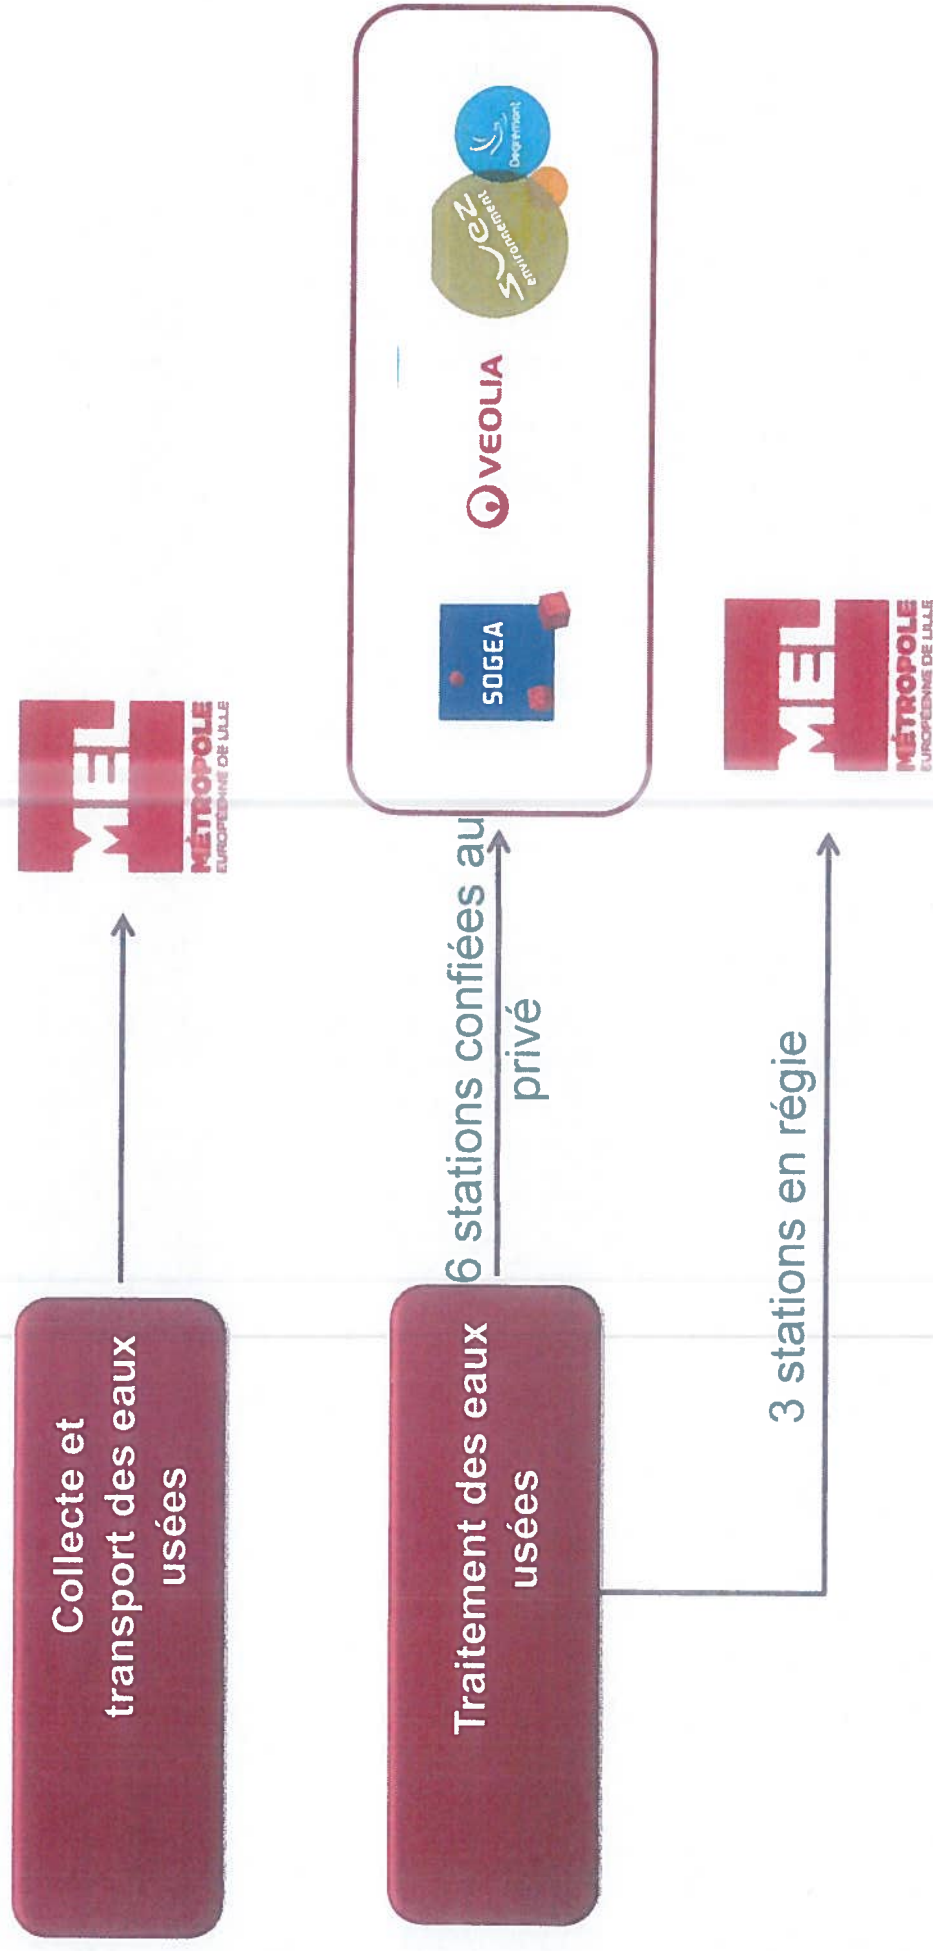 Collecte et
transport des eaux
usées
MEL
MÉTROPOLE
EUROPÉENNE DE LILLE
Traitement des eaux
usées
6 stations confiées au
privé
SOGEA
VEOLIA
suez
environnement
Degrémont
3 stations en régie
MEL
MÉTROPOLE
EUROPÉENNE DE LILLE